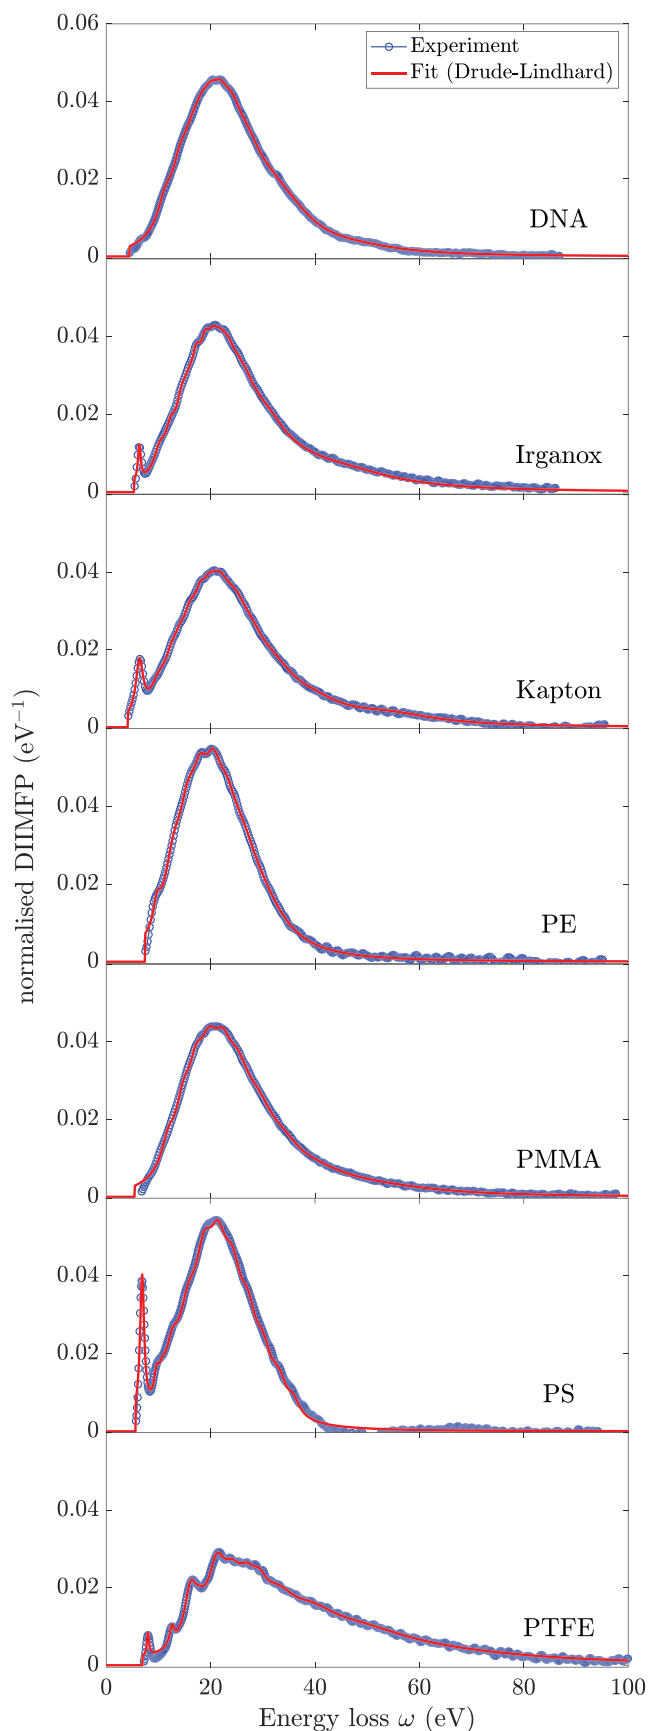 0.06
Experiment
Fit (Drude-Lindhard)
0.04
0.02
DNA
0
0.04
0.02
Irganox
0
0.04
0.02
Kapton
0
normalised DIIMFP (eV⁻¹)
0.04
0.02
PE
0
0.04
0.02
PMMA
0
0.04
0.02
PS
0
0.04
0.02
PTFE
0
0 20 40 60 80 100
Energy loss ω (eV)